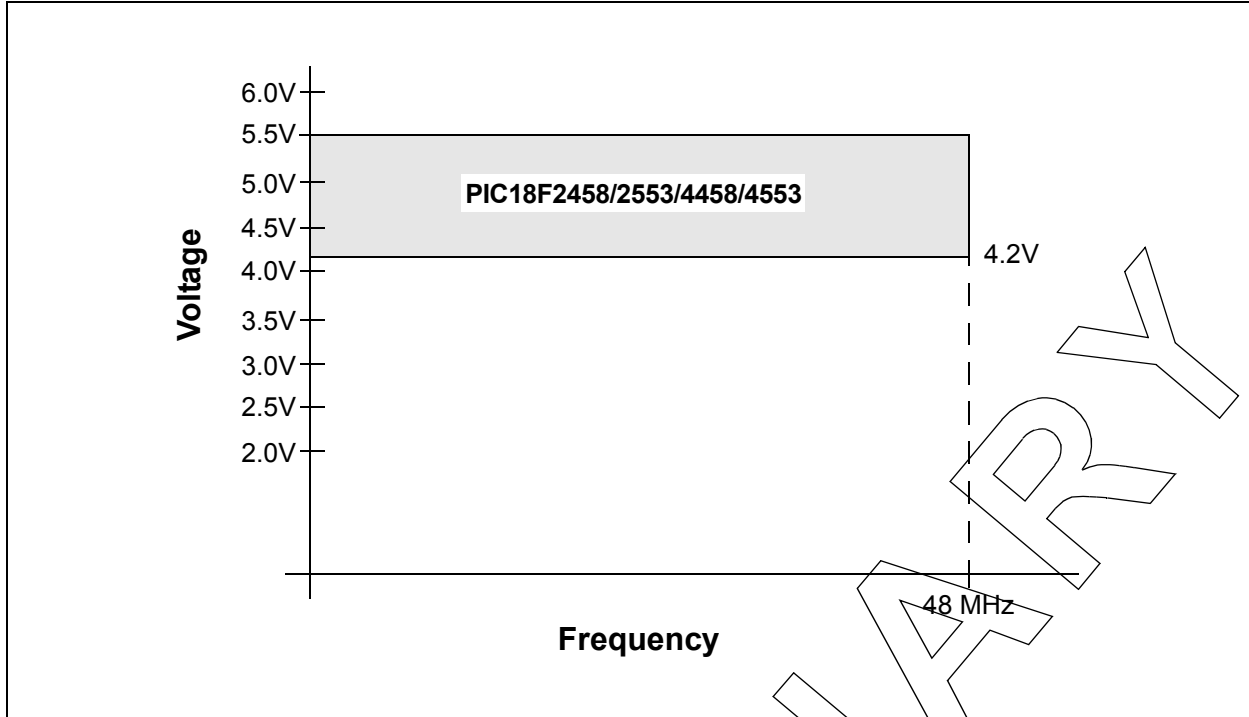 6.0V
5.5V
5.0V
4.5V
4.0V
3.5V
3.0V
2.5V
2.0V
Voltage
PIC18F2458/2553/4458/4553
4.2V
48 MHz
Frequency
A R Y